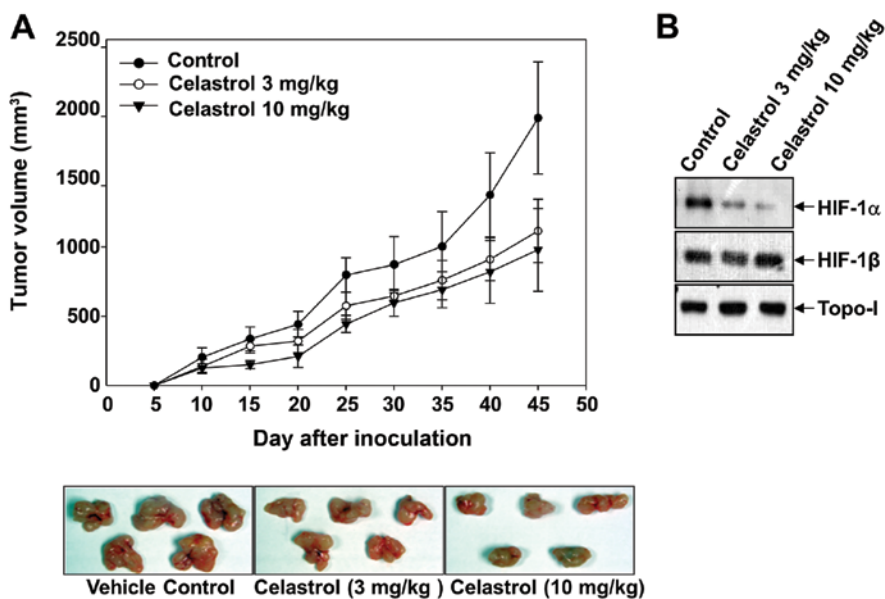 A
Tumor volume (mm³)
2500
2000
1500
1000
500
0
Control
Celastrol 3 mg/kg
Celastrol 10 mg/kg
0 5 10 15 20 25 30 35 40 45 50
Day after inoculation
Vehicle Control
Celastrol (3 mg/kg )
Celastrol (10 mg/kg)
B
Control
Celastrol 3 mg/kg
Celastrol 10 mg/kg
HIF-1α
HIF-1β
Topo-I